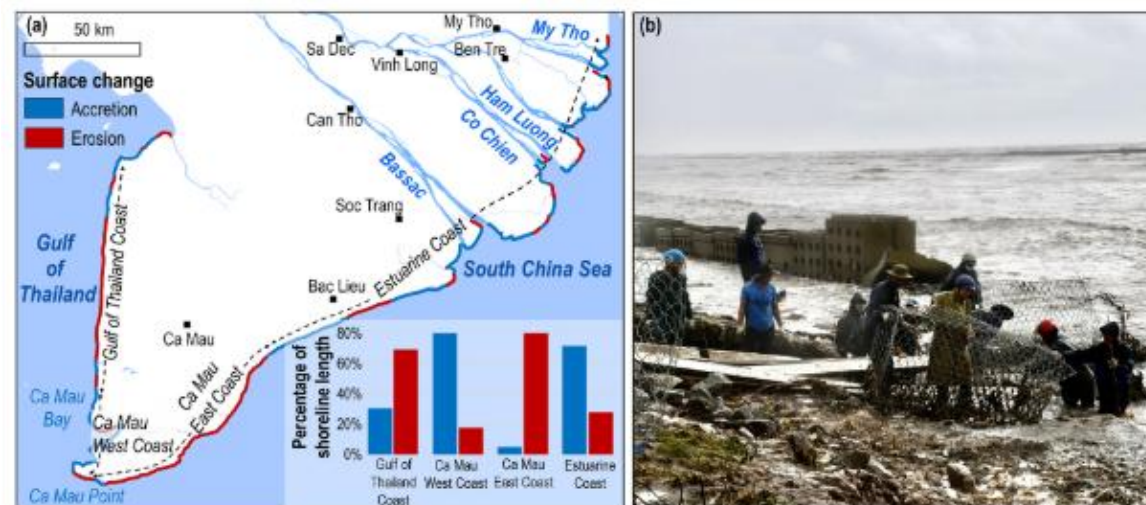 (a)
50 km
Surface change
Accretion
Erosion
My Tho
My Tho
Sa Dec
Ben Tre
Vinh Long
Ham Luong
Co Chien
Can Tho
Bassac
Soc Trang
Estuarine Coast
South China Sea
Gulf
of
Thailand
Gulf of Thailand Coast
Bac Lieu
Ca Mau
Ca Mau
East Coast
Ca Mau
Bay
Ca Mau
West Coast
Ca Mau Point
Percentage of
shoreline length
80%
60%
40%
20%
0%
Gulf of
Thailand
Coast
Ca Mau
West Coast
Ca Mau
East Coast
Estuarine
Coast
(b)